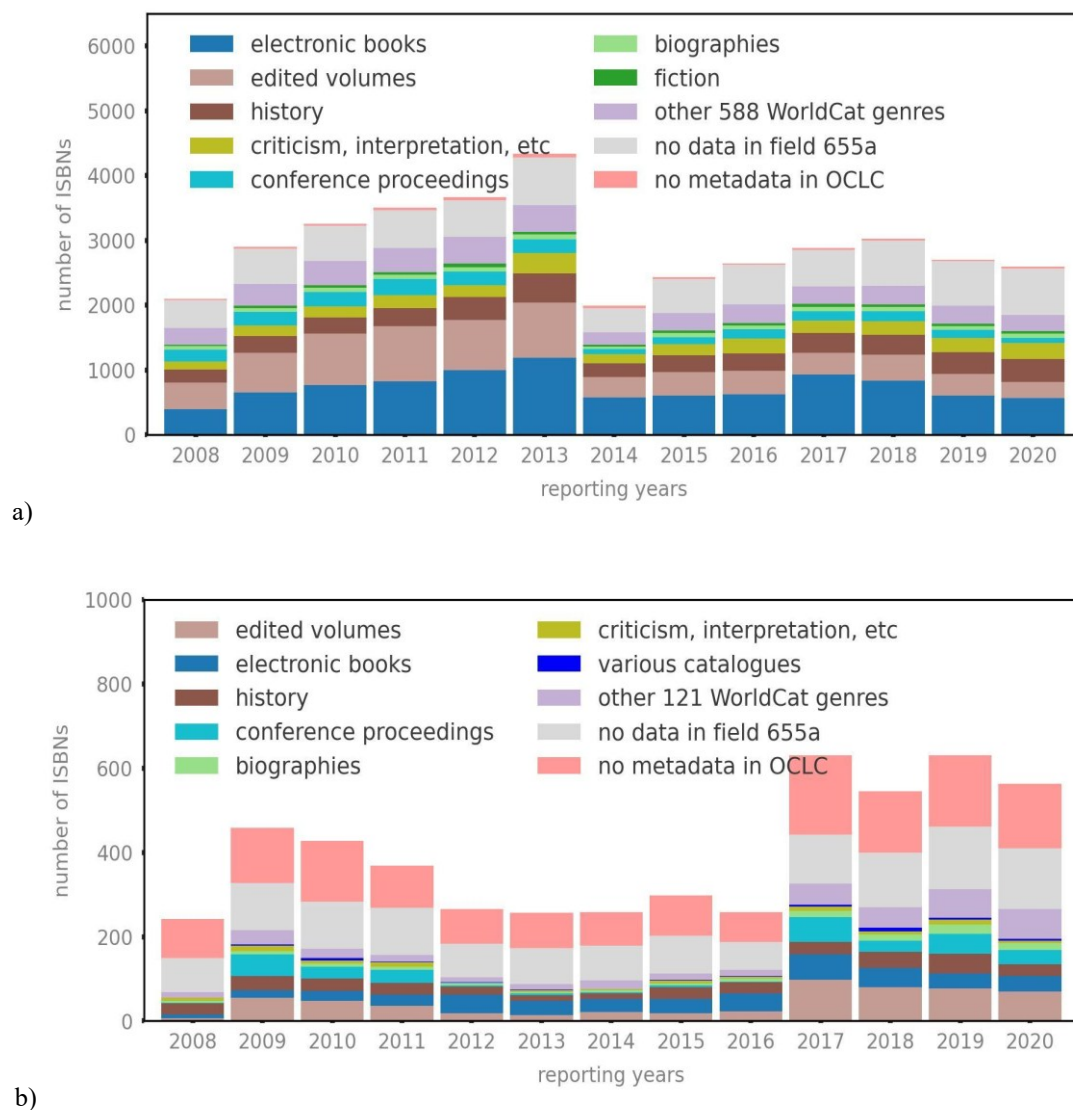 6000
5000
4000
3000
2000
1000
0
number of ISBNs
electronic books
edited volumes
history
criticism, interpretation, etc
conference proceedings
biographies
fiction
other 588 WorldCat genres
no data in field 655a
no metadata in OCLC
2008 2009 2010 2011 2012 2013 2014 2015 2016 2017 2018 2019 2020
reporting years
a)
1000
800
600
400
200
0
number of ISBNs
edited volumes
electronic books
history
conference proceedings
biographies
criticism, interpretation, etc
various catalogues
other 121 WorldCat genres
no data in field 655a
no metadata in OCLC
2008 2009 2010 2011 2012 2013 2014 2015 2016 2017 2018 2019 2020
reporting years
b)